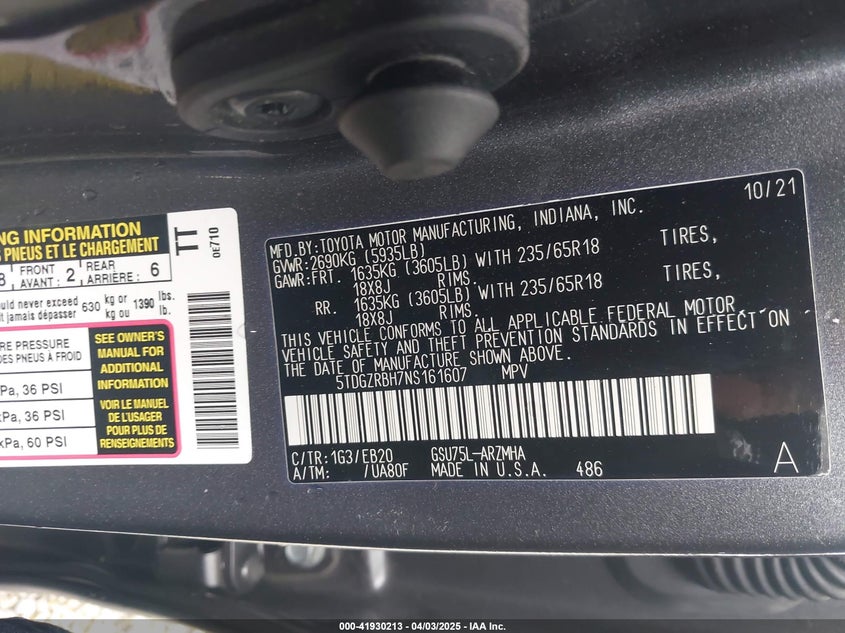 NG INFORMATION
PNEUS ET LE CHARGEMENT
FRONT 2 REAR 6
AVANT: ARRIÈRE:
ould never exceed 630 kg or 1390 lbs.
it jamais dépasser kg ou lb.
RE PRESSURE
DES PNEUS À FROID
Pa, 36 PSI
kPa, 36 PSI
kPa, 60 PSI
SEE OWNER'S
MANUAL FOR
ADDITIONAL
INFORMATION
VOIR LE MANUEL
DE L'USAGER
POUR PLUS DE
RENSEIGNEMENTS
TT
0E710
10/21
MFD.BY:TOYOTA MOTOR MANUFACTURING, INDIANA, INC.
GVWR:2690KG (5935LB)
GAWR:FRT. 1635KG (3605LB) WITH 235/65R18 TIRES,
18X8J RIMS.
RR. 1635KG (3605LB) WITH 235/65R18 TIRES,
18X8J RIMS.
THIS VEHICLE CONFORMS TO ALL APPLICABLE FEDERAL MOTOR
VEHICLE SAFETY AND THEFT PREVENTION STANDARDS IN EFFECT ON
THE DATE OF MANUFACTURE SHOWN ABOVE.
5TDGZRBH7NS161607 MPV
C/TR:1G3/EB20 GSU75L-ARZMHA
A/TM: /UA80F MADE IN U.S.A. 486
A
000-41930213 - 04/03/2025 - IAA Inc.